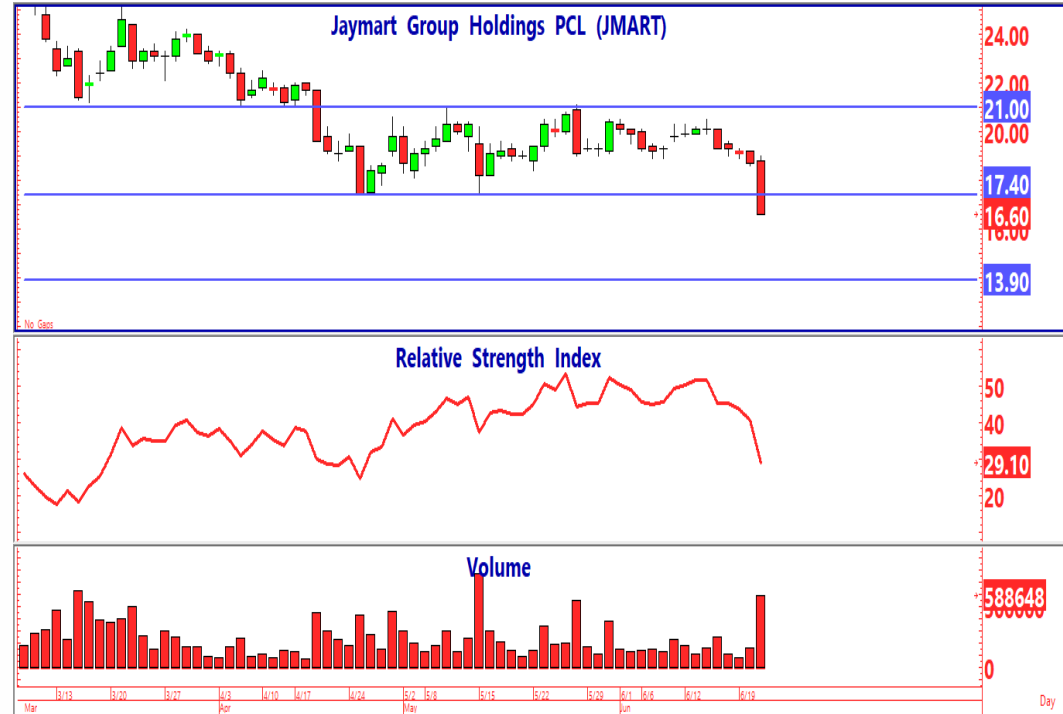 Jaymart Group Holdings PCL (JMART)
24.00
22.00
21.00
20.00
17.40
16.60
16.00
13.90
No Gaps
Relative Strength Index
50
40
29.10
20
Volume
588648
500000
0
3/13 3/20 3/27 4/3 4/10 4/17 4/24 5/2 5/8 5/15 5/22 5/29 6/1 6/6 6/12 6/19
Mar Apr May Jun
Day